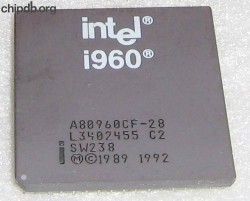 chipdb.org
intel®
i960®
A80960CF-28
L3402455 C2
SW238
Ⓜ©1989 1992